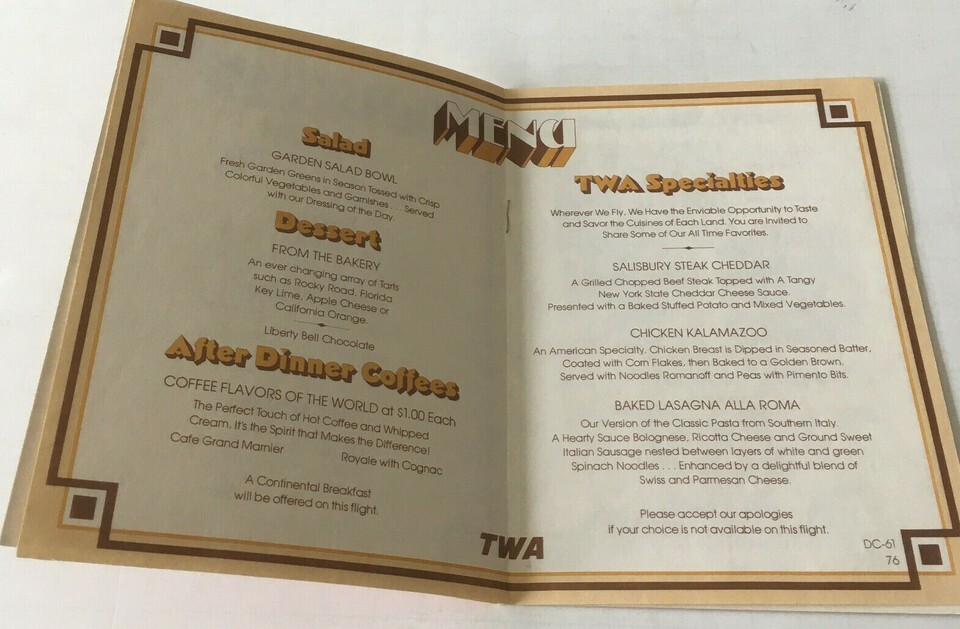 MENU
Salad
GARDEN SALAD BOWL
Fresh Garden Greens in Season Tossed with Crisp
Colorful Vegetables and Garnishes . . . Served
with our Dressing of the Day.
Dessert
FROM THE BAKERY
An ever changing array of Tarts
such as Rocky Road, Florida
Key Lime, Apple Cheese or
California Orange.
Liberty Bell Chocolate
After Dinner Coffees
COFFEE FLAVORS OF THE WORLD at $1.00 Each
The Perfect Touch of Hot Coffee and Whipped
Cream. It's the Spirit that Makes the Difference!
Cafe Grand Marnier
Royale with Cognac
A Continental Breakfast
will be offered on this flight.
TWA
TWA Specialties
Wherever We Fly, We Have the Enviable Opportunity to Taste
and Savor the Cuisines of Each Land. You are Invited to
Share Some of Our All Time Favorites.
SALISBURY STEAK CHEDDAR
A Grilled Chopped Beef Steak Topped with A Tangy
New York State Cheddar Cheese Sauce.
Presented with a Baked Stuffed Potato and Mixed Vegetables.
CHICKEN KALAMAZOO
An American Specialty. Chicken Breast is Dipped in Seasoned Batter,
Coated with Corn Flakes, then Baked to a Golden Brown.
Served with Noodles Romanoff and Peas with Pimento Bits.
BAKED LASAGNA ALLA ROMA
Our Version of the Classic Pasta from Southern Italy.
A Hearty Sauce Bolognese, Ricotta Cheese and Ground Sweet
Italian Sausage nested between layers of white and green
Spinach Noodles . . . Enhanced by a delightful blend of
Swiss and Parmesan Cheese.
Please accept our apologies
if your choice is not available on this flight.
DC-61
76